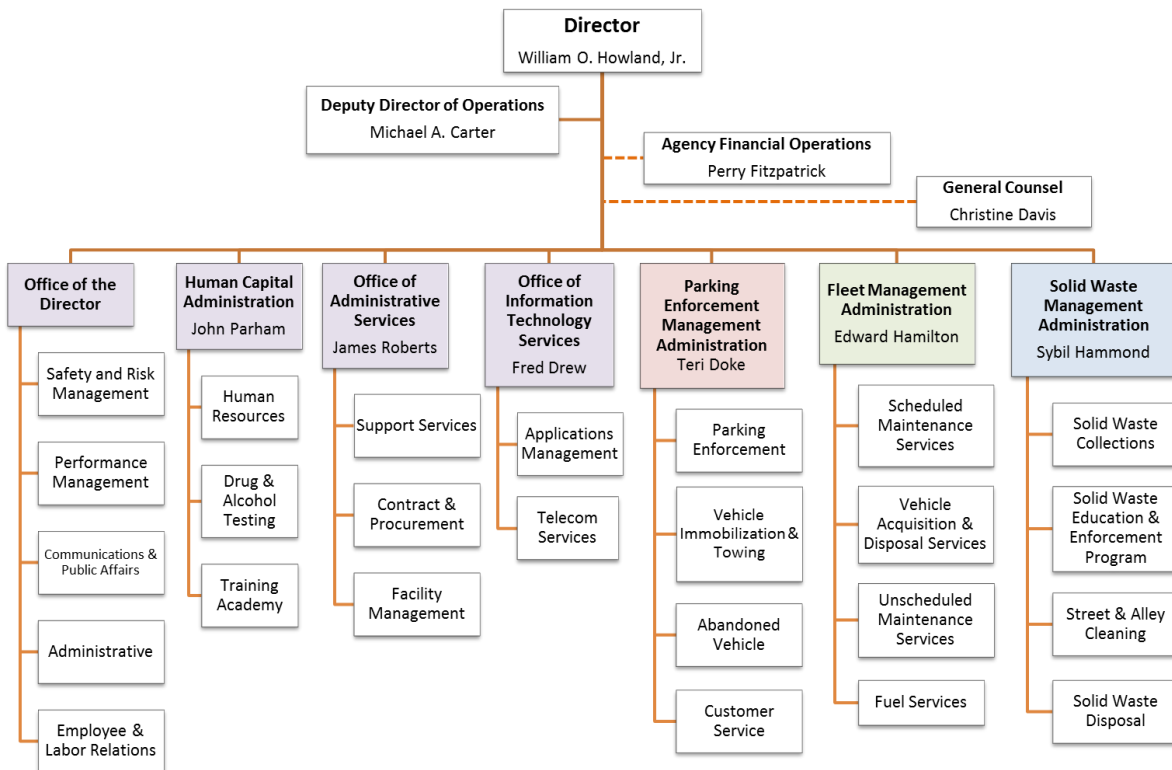 Director
William O. Howland, Jr.
Deputy Director of Operations
Michael A. Carter
Agency Financial Operations
Perry Fitzpatrick
General Counsel
Christine Davis
Office of the
Director
Safety and Risk
Management
Performance
Management
Communications &
Public Affairs
Administrative
Employee &
Labor Relations
Human Capital
Administration
John Parham
Human
Resources
Drug &
Alcohol
Testing
Training
Academy
Office of
Administrative
Services
James Roberts
Support Services
Contract &
Procurement
Facility
Management
Office of
Information
Technology
Services
Fred Drew
Applications
Management
Telecom
Services
Parking
Enforcement
Management
Administration
Teri Doke
Parking
Enforcement
Vehicle
Immobilization &
Towing
Abandoned
Vehicle
Customer
Service
Fleet Management
Administration
Edward Hamilton
Scheduled
Maintenance
Services
Vehicle
Acquisition &
Disposal Services
Unscheduled
Maintenance
Services
Fuel Services
Solid Waste
Management
Administration
Sybil Hammond
Solid Waste
Collections
Solid Waste
Education &
Enforcement
Program
Street & Alley
Cleaning
Solid Waste
Disposal